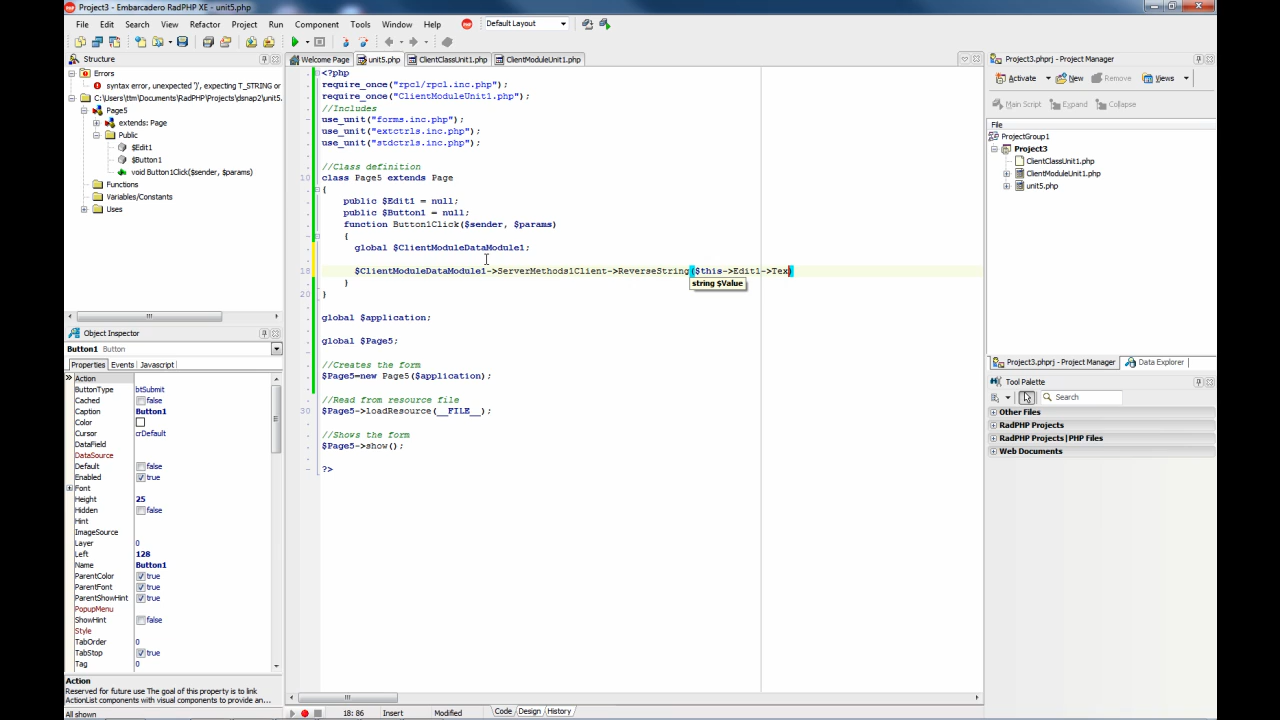 Project3 - Embarcadero RadPHP XE - unit5.php
File Edit Search View Refactor Project Run Component Tools Window Help
Default Layout
Structure
Errors
syntax error, unexpected ')', expecting T_STRING or
C:\Users\ttm\Documents\RadPHP\Projects\dsnap2\unit5.
Page5
extends: Page
Public
$Edit1
$Button1
void Button1Click($sender, $params)
Functions
Variables/Constants
Uses
Object Inspector
Button1 Button
Properties Events Javascript
Action
ButtonType btSubmit
Cached false
Caption Button1
Color
Cursor crDefault
DataField
DataSource
Default false
Enabled true
Font
Height 25
Hidden false
Hint
ImageSource
Layer 0
Left 128
Name Button1
ParentColor true
ParentFont true
ParentShowHint true
PopupMenu
ShowHint false
Style
TabOrder 0
TabStop true
Tag 0
Action
Reserved for future use The goal of this property is to link
ActionList components with visual components to provide an...
All shown
Welcome Page unit5.php ClientClassUnit1.php ClientModuleUnit1.php
<?php
require_once("rpcl/rpcl.inc.php");
require_once("ClientModuleUnit1.php");
//Includes
use_unit("forms.inc.php");
use_unit("extctrls.inc.php");
use_unit("stdctrls.inc.php");
//Class definition
10 class Page5 extends Page
{
public $Edit1 = null;
public $Button1 = null;
function Button1Click($sender, $params)
{
global $ClientModuleDataModule1;
18 $ClientModuleDataModule1->ServerMethods1Client->ReverseString($this->Edit1->Tex)
string $Value
}
20 }
global $application;
global $Page5;
//Creates the form
$Page5=new Page5($application);
//Read from resource file
30 $Page5->loadResource(__FILE__);
//Shows the form
$Page5->show();
?>
18: 86 Insert Modified Code Design History
Project3.phprj - Project Manager
Activate New Remove Views
Main Script Expand Collapse
File
ProjectGroup1
Project3
ClientClassUnit1.php
ClientModuleUnit1.php
unit5.php
Project3.phprj - Project Manager Data Explorer
Tool Palette
Search
Other Files
RadPHP Projects
RadPHP Projects|PHP Files
Web Documents